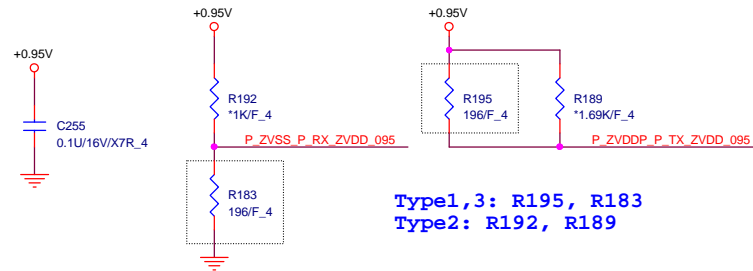 +0.95V
+0.95V
+0.95V
C255
0.1U/16V/X7R_4
R192
*1K/F_4
P_ZVSS_P_RX_ZVDD_095
R183
196/F_4
R195
196/F_4
R189
*1.69K/F_4
P_ZVDDP_P_TX_ZVDD_095
Type1,3: R195, R183
Type2: R192, R189